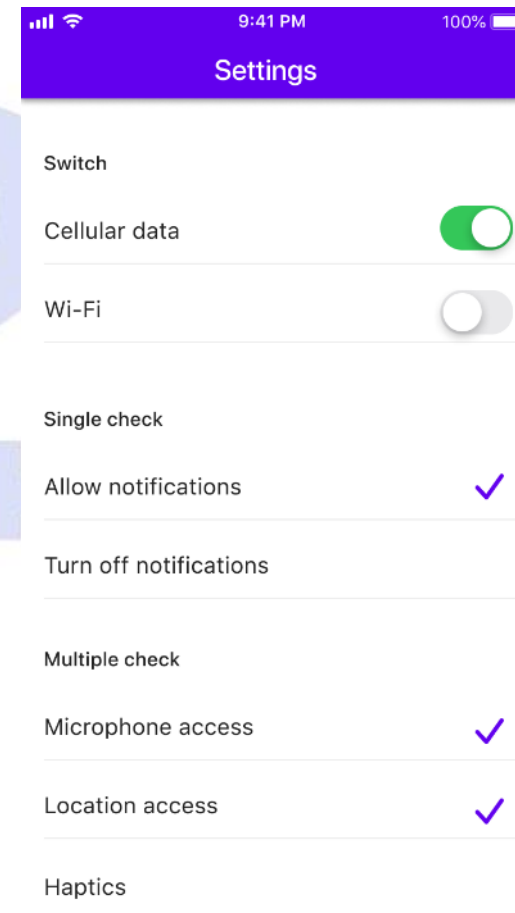 9:41 PM
100%
Settings
Switch
Cellular data
Wi-Fi
Single check
Allow notifications
Turn off notifications
Multiple check
Microphone access
Location access
Haptics